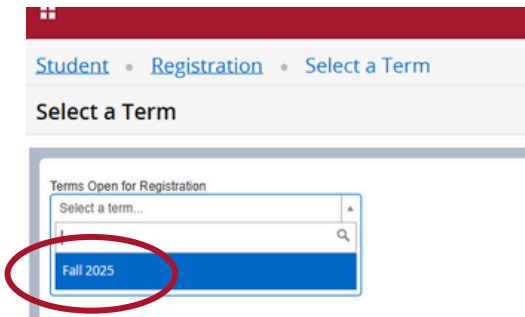 Student • Registration • Select a Term
Select a Term
Terms Open for Registration
Select a term...
Fall 2025